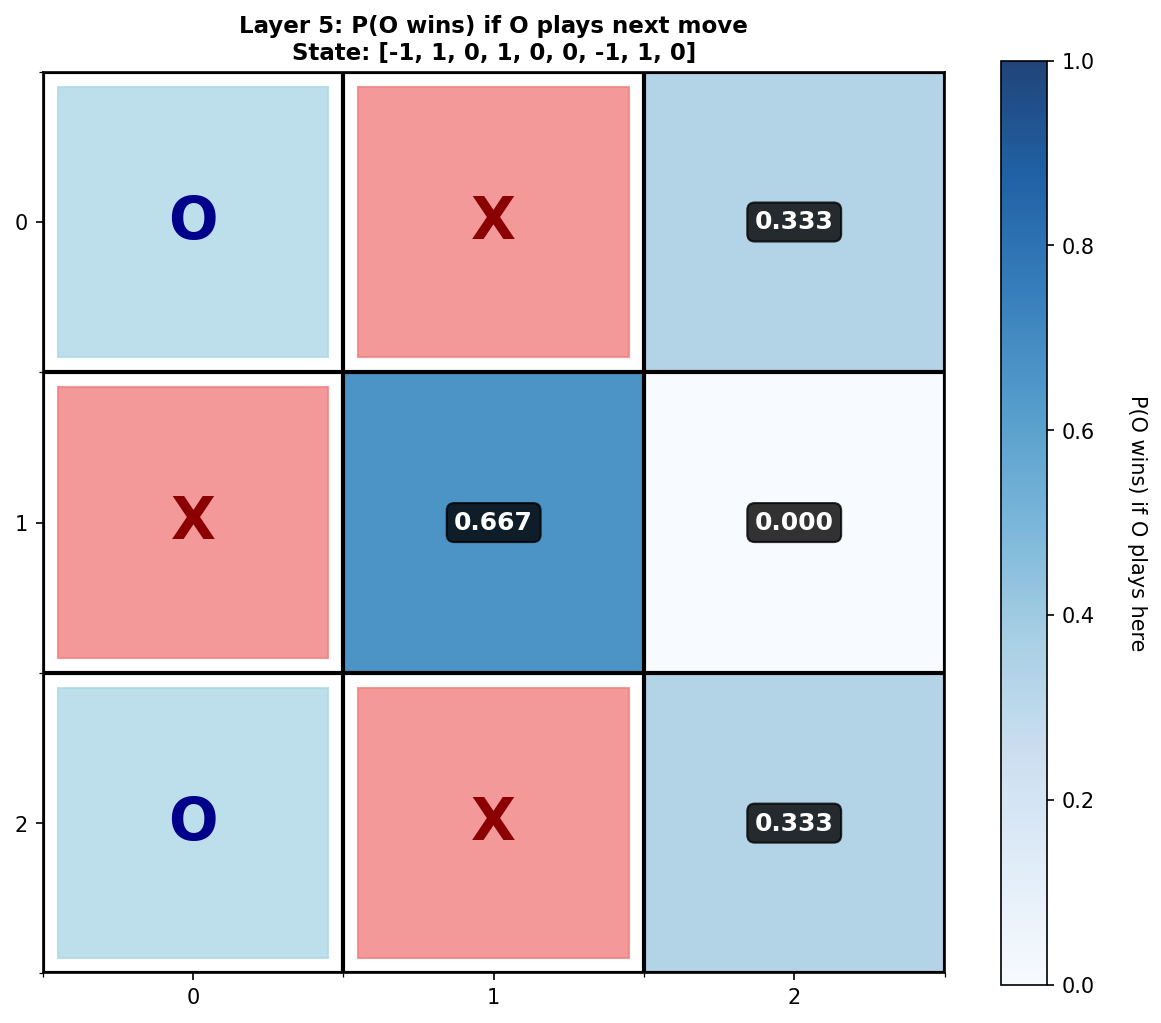 Layer 5: P(O wins) if O plays next move
State: [-1, 1, 0, 1, 0, 0, -1, 1, 0]
0
O
X
0.333
1
X
0.667
0.000
2
O
X
0.333
0
1
2
1.0
0.8
0.6
0.4
0.2
0.0
P(O wins) if O plays here